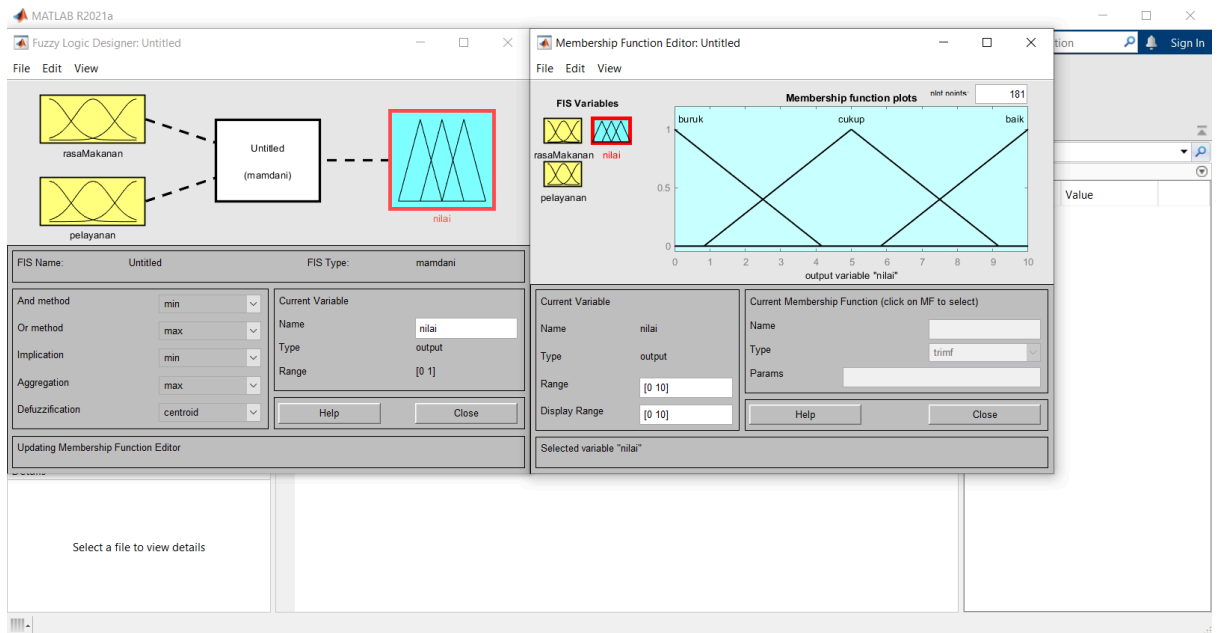 MATLAB R2021a
Fuzzy Logic Designer: Untitled
File Edit View
rasaMakanan
pelayanan
Untitled
(mamdani)
nilai
FIS Name: Untitled FIS Type: mamdani
And method min
Or method max
Implication min
Aggregation max
Defuzzification centroid
Current Variable
Name nilai
Type output
Range [0 1]
Help Close
Updating Membership Function Editor
Membership Function Editor: Untitled
File Edit View
FIS Variables
rasaMakanan nilai
pelayanan
Membership function plots plot points: 181
buruk cukup baik
1
0.5
0
0 1 2 3 4 5 6 7 8 9 10
output variable "nilai"
Current Variable
Name nilai
Type output
Range [0 10]
Display Range [0 10]
Current Membership Function (click on MF to select)
Name
Type trimf
Params
Help Close
Selected variable "nilai"
Sign In
Value
Select a file to view details